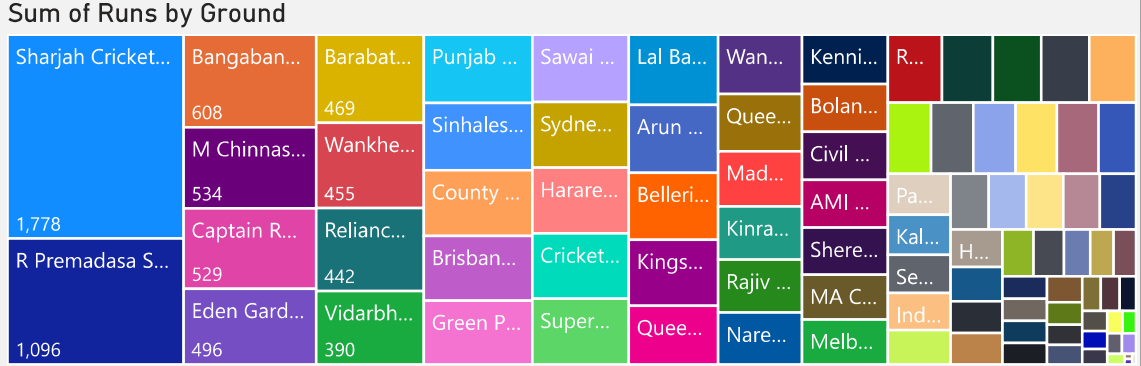 Sum of Runs by Ground
Sharjah Cricket...
1,778
R Premadasa S...
1,096
Bangaban...
608
M Chinnas...
534
Captain R...
529
Eden Gard...
496
Barabat...
469
Wankhe...
455
Relianc...
442
Vidarbh...
390
Punjab ...
Sinhales...
County ...
Brisban...
Green P...
Sawai ...
Sydne...
Harare...
Cricket...
Super...
Lal Ba...
Arun ...
Belleri...
Kings...
Quee...
Wan...
Quee...
Mad...
Kinra...
Rajiv ...
Nare...
Kenni...
Bolan...
Civil ...
AMI ...
Shere...
MA C...
Melb...
R...
Pa...
Kal...
Se...
Ind...
H...